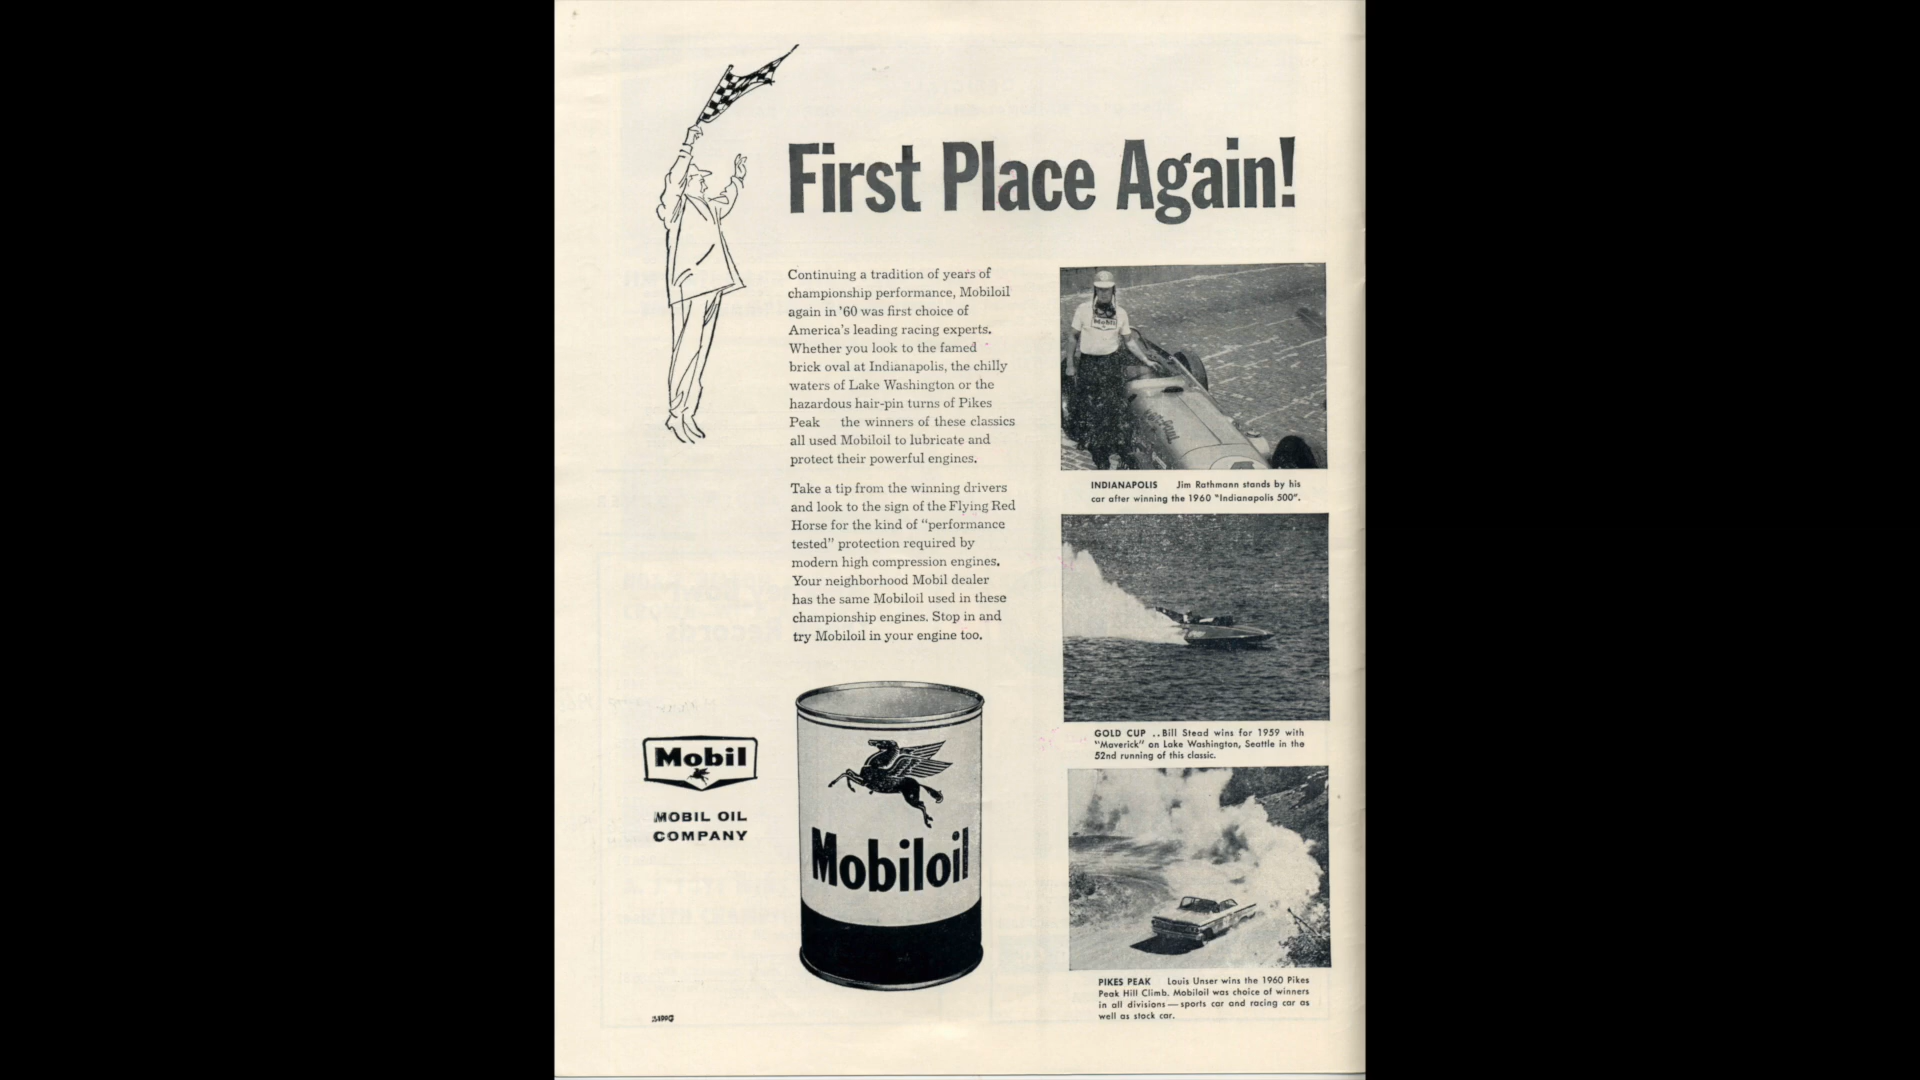 First Place Again!
Continuing a tradition of years of
championship performance, Mobiloil
again in '60 was first choice of
America's leading racing experts.
Whether you look to the famed
brick oval at Indianapolis, the chilly
waters of Lake Washington or the
hazardous hair-pin turns of Pikes
Peak the winners of these classics
all used Mobiloil to lubricate and
protect their powerful engines.
Take a tip from the winning drivers
and look to the sign of the Flying Red
Horse for the kind of "performance
tested" protection required by
modern high compression engines.
Your neighborhood Mobil dealer
has the same Mobiloil used in these
championship engines. Stop in and
try Mobiloil in your engine too.
Mobil
MOBIL OIL
COMPANY
Mobiloil
Mobil
INDIANAPOLIS Jim Rathmann stands by his
car after winning the 1960 "Indianapolis 500".
GOLD CUP ..Bill Stead wins for 1959 with
"Maverick" on Lake Washington, Seattle in the
52nd running of this classic.
PIKES PEAK Louis Unser wins the 1960 Pikes
Peak Hill Climb. Mobiloil was choice of winners
in all divisions — sports car and racing car as
well as stock car.